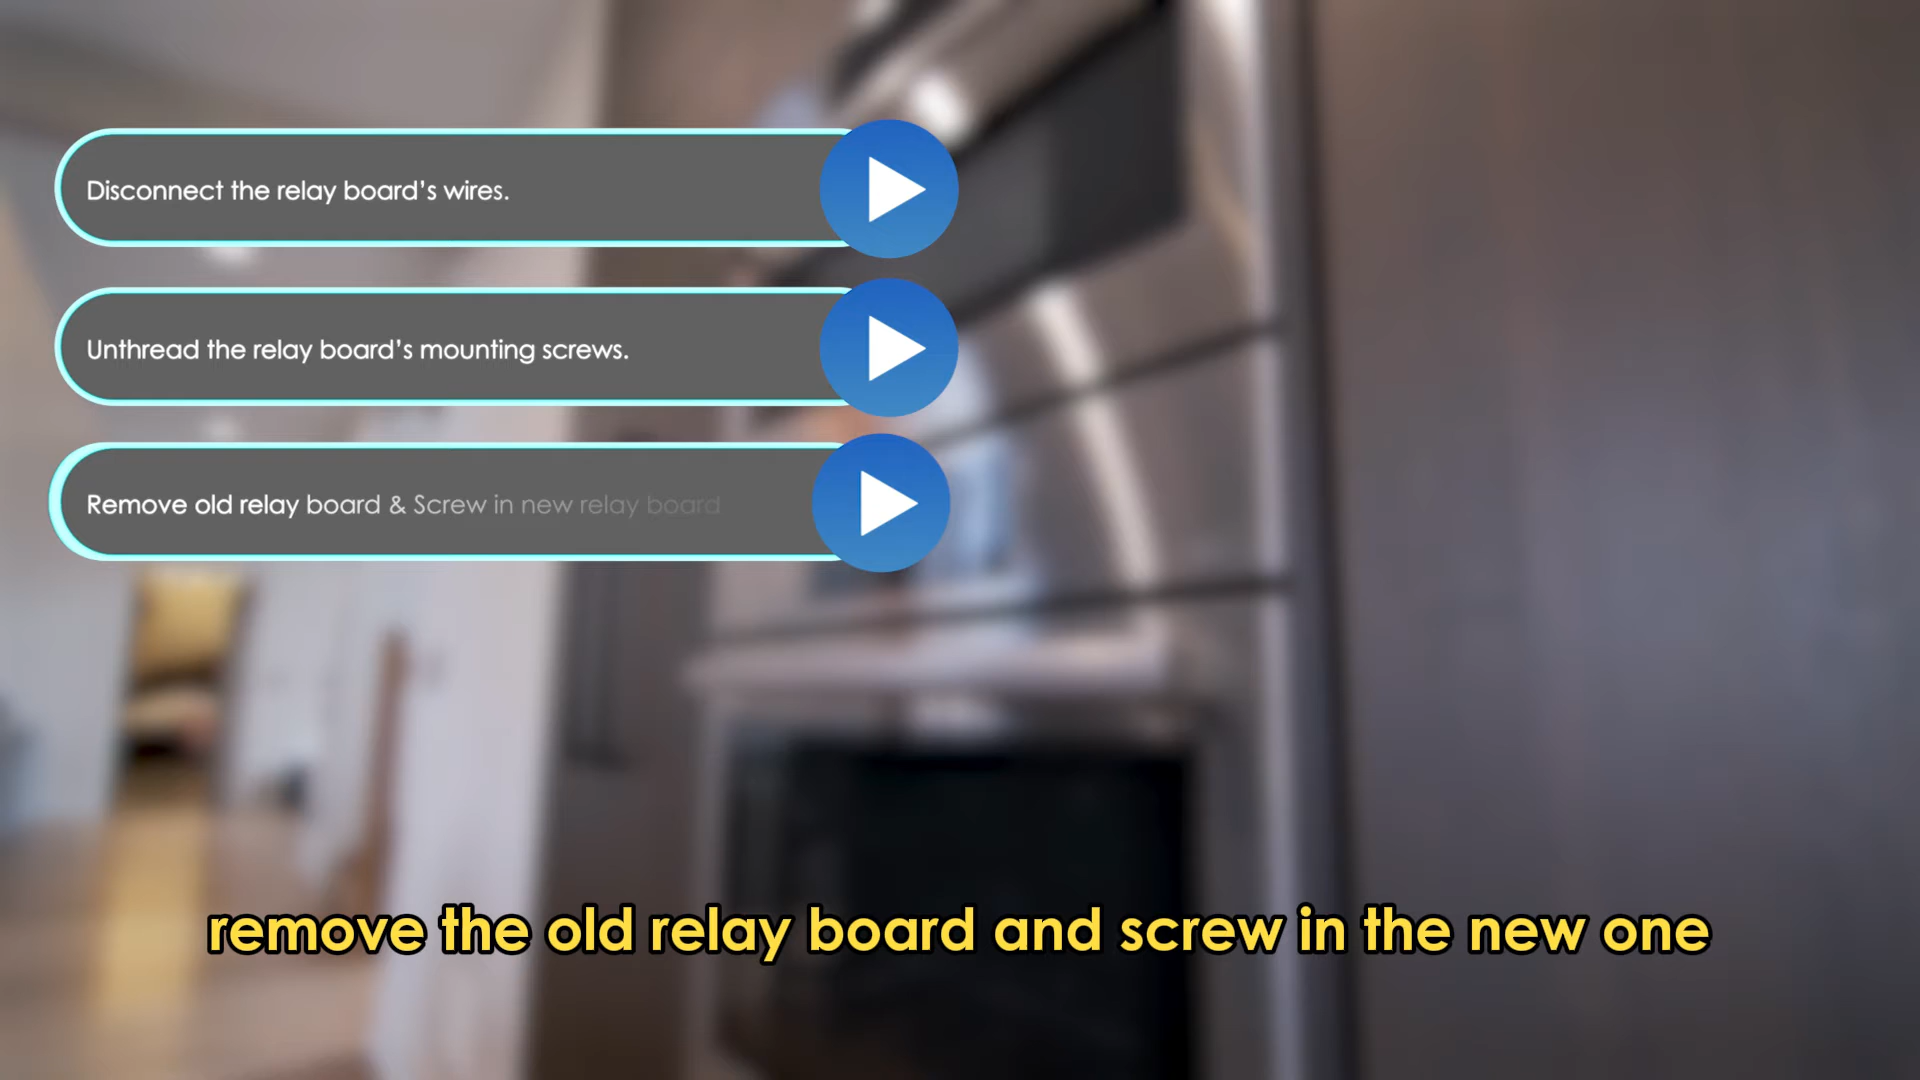 Disconnect the relay board's wires.
Unthread the relay board's mounting screws.
Remove old relay board & Screw in new relay board
remove the old relay board and screw in the new one